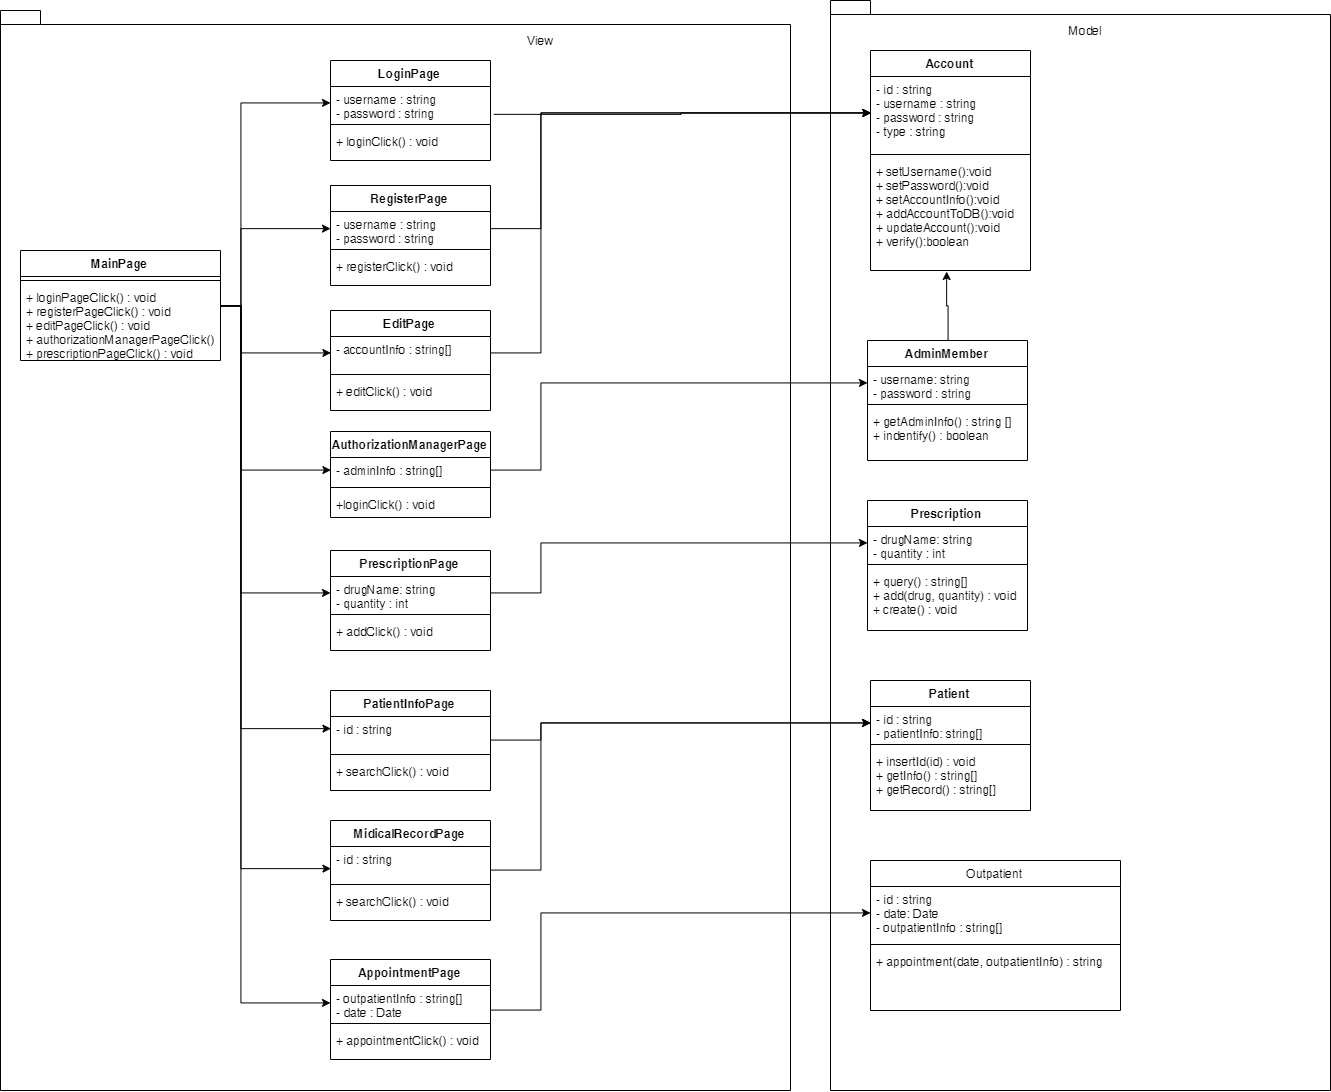 View
LoginPage
- username : string
- password : string
+ loginClick() : void
RegisterPage
- username : string
- password : string
+ registerClick() : void
MainPage
+ loginPageClick() : void
+ registerPageClick() : void
+ editPageClick() : void
+ authorizationManagerPageClick()
+ prescriptionPageClick() : void
EditPage
- accountInfo : string[]
+ editClick() : void
AuthorizationManagerPage
- adminInfo : string[]
+loginClick() : void
PrescriptionPage
- drugName: string
- quantity : int
+ addClick() : void
PatientInfoPage
- id : string
+ searchClick() : void
MidicalRecordPage
- id : string
+ searchClick() : void
AppointmentPage
- outpatientInfo : string[]
- date : Date
+ appointmentClick() : void
Model
Account
- id : string
- username : string
- password : string
- type : string
+ setUsername():void
+ setPassword():void
+ setAccountInfo():void
+ addAccountToDB():void
+ updateAccount():void
+ verify():boolean
AdminMember
- username: string
- password : string
+ getAdminInfo() : string []
+ indentify() : boolean
Prescription
- drugName: string
- quantity : int
+ query() : string[]
+ add(drug, quantity) : void
+ create() : void
Patient
- id : string
- patientInfo: string[]
+ insertId(id) : void
+ getInfo() : string[]
+ getRecord() : string[]
Outpatient
- id : string
- date: Date
- outpatientInfo : string[]
+ appointment(date, outpatientInfo) : string